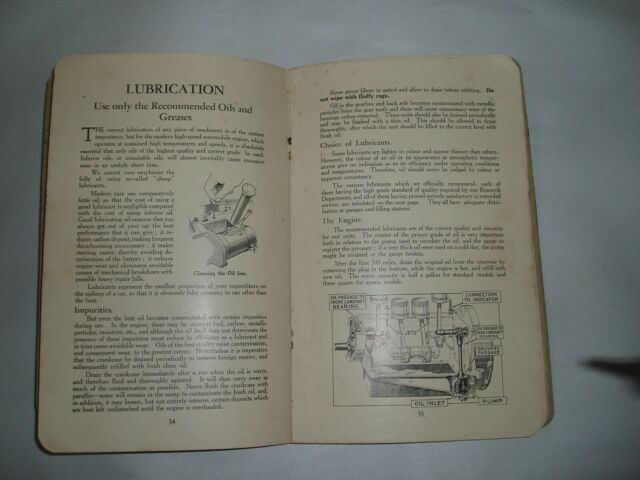 LUBRICATION
Use only the Recommended Oils and
Greases
THE correct lubrication of any piece of machinery is of the utmost
importance, but for the modern high-speed automobile engine, which
operates at sustained high temperatures and speeds, it is absolutely
essential that only oils of the highest quality and correct grade be used.
Inferior oils, or unsuitable oils, will almost inevitably cause excessive
wear in an unduly short time.
We cannot over emphasise the
folly of using so-called "cheap"
lubricants.
Modern cars use comparatively
little oil, so that the cost of using a
good lubricant is negligible compared
with the cost of using inferior oil.
Good lubricating oil ensures that you
always get out of your car the best
performance that it can give; it re-
duces carbon deposit, making frequent
decarbonising unnecessary; it makes
starting easier, thereby avoiding de-
terioration of the battery; it reduces
engine wear and eliminates avoidable
causes of mechanical breakdown with
possible heavy repair bills.
Cleaning the Oil Jets.
Lubricants represent the smallest proportion of your expenditure on
the upkeep of a car, so that it is obviously false economy to use other than
the best.
Impurities.
But even the best oil becomes contaminated with certain impurities
during use. In the engine, these may be unburnt fuel, carbon, metallic
particles, moisture, etc., and although the oil itself does not deteriorate the
presence of these impurities must reduce its efficiency as a lubricant and
in time cause avoidable wear. Oils of the best quality resist contamination,
and consequent wear, to the greatest extent. Nevertheless it is imperative
that the crankcase be drained periodically to remove foreign matter, and
subsequently refilled with fresh clean oil.
Drain the crankcase immediately after a run when the oil is warm,
and therefore fluid and thoroughly agitated. It will then carry away as
much of the contamination as possible. Never flush the crankcase with
paraffin—some will remain in the sump to contaminate the fresh oil, and,
in addition, it may loosen, but not entirely remove, certain deposits which
are best left undisturbed until the engine is overhauled.
34
Rinse gauze filters in petrol and allow to drain before refitting. Do
not wipe with fluffy rags.
Oil in the gearbox and back axle becomes contaminated with metallic
particles from the gear teeth and these will cause unnecessary wear of the
bearings unless removed. These units should also be drained periodically
and may be flushed with a thin oil. This should be allowed to drain
thoroughly, after which the unit should be filled to the correct level with
fresh oil.
Choice of Lubricants.
Some lubricants are lighter in colour and appear thinner than others.
However, the colour of an oil or its appearance at atmospheric temper-
ature gives no indication as to its efficiency under operating conditions
and temperatures. Therefore, oil should never be judged by colour or
apparent consistency.
The various lubricants which we officially recommend, each of
them having the high grade standard of quality required by our Research
Department, and all of them having proved entirely satisfactory in extended
service, are tabulated on the next page. They all have adequate distri-
bution at garages and filling stations.
The Engine.
The recommended lubricants are of the correct quality and viscosity
for our units. The matter of the proper grade of oil is very important
both in relation to the pump used to circulate the oil, and the gauge to
register the pressure; if a very thick oil were used on a cold day, the pump
might be strained or the gauge broken.
After the first 500 miles, drain the original oil from the reservoir by
removing the plug in the bottom, while the engine is hot, and refill with
new oil. The sump capacity is half a gallon for standard models and
three quarts for sports models.
OIL PASSAGE TO
FRONT CAMSHAFT
BEARING
CONNECTION
TO INDICATOR
JETS
OIL PASSAGE TO
REAR CAMSHAFT
BEARING
DELIVERY
PASSAGE
OIL INLET
PUMP
35